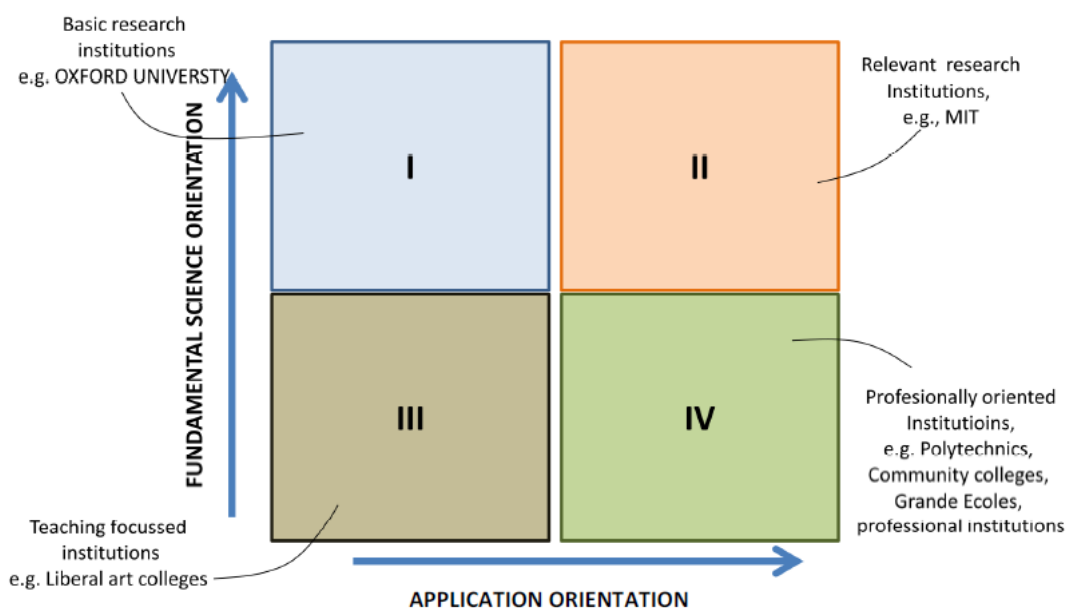 Basic research
institutions
e.g. OXFORD UNIVERSTY
FUNDAMENTAL SCIENCE ORIENTATION
I
II
Relevant research
Institutions,
e.g., MIT
III
IV
Profesionally oriented
Institutioins,
e.g. Polytechnics,
Community colleges,
Grande Ecoles,
professional institutions
Teaching focussed
institutions
e.g. Liberal art colleges
APPLICATION ORIENTATION